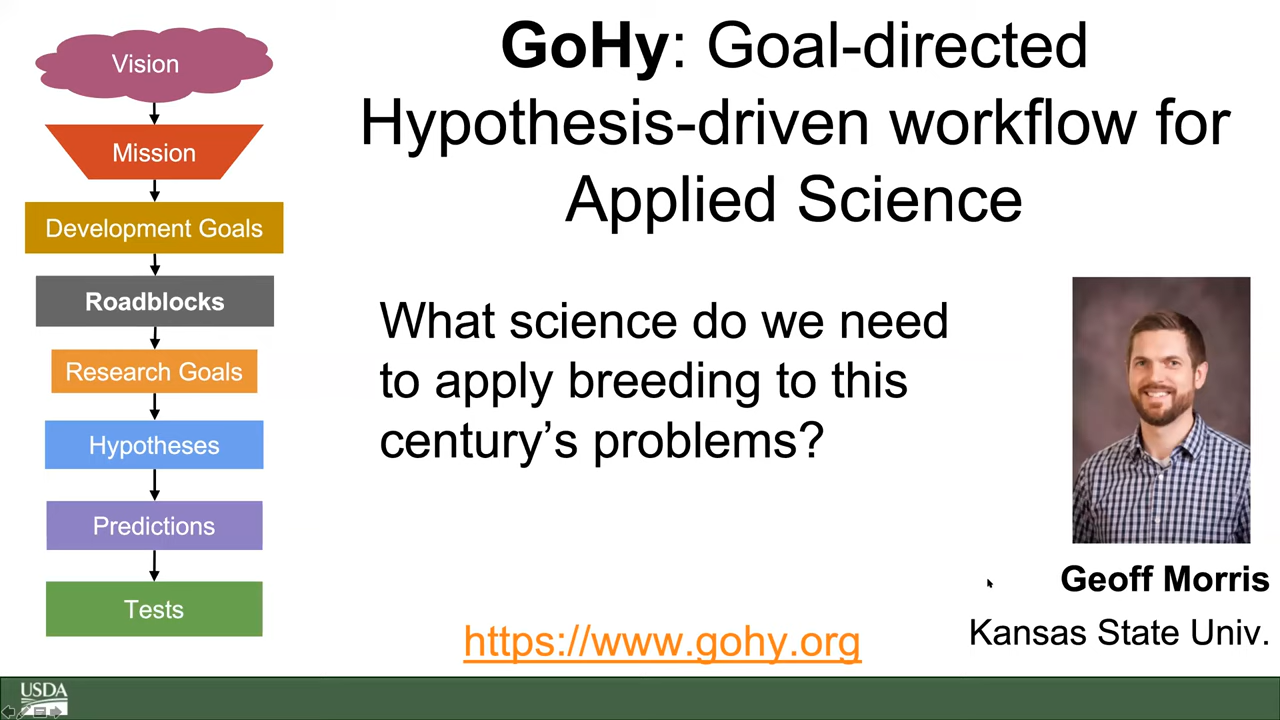 Vision
Mission
Development Goals
Roadblocks
Research Goals
Hypotheses
Predictions
Tests
GoHy: Goal-directed
Hypothesis-driven workflow for
Applied Science
What science do we need
to apply breeding to this
century’s problems?
Geoff Morris
Kansas State Univ.
https://www.gohy.org
USDA